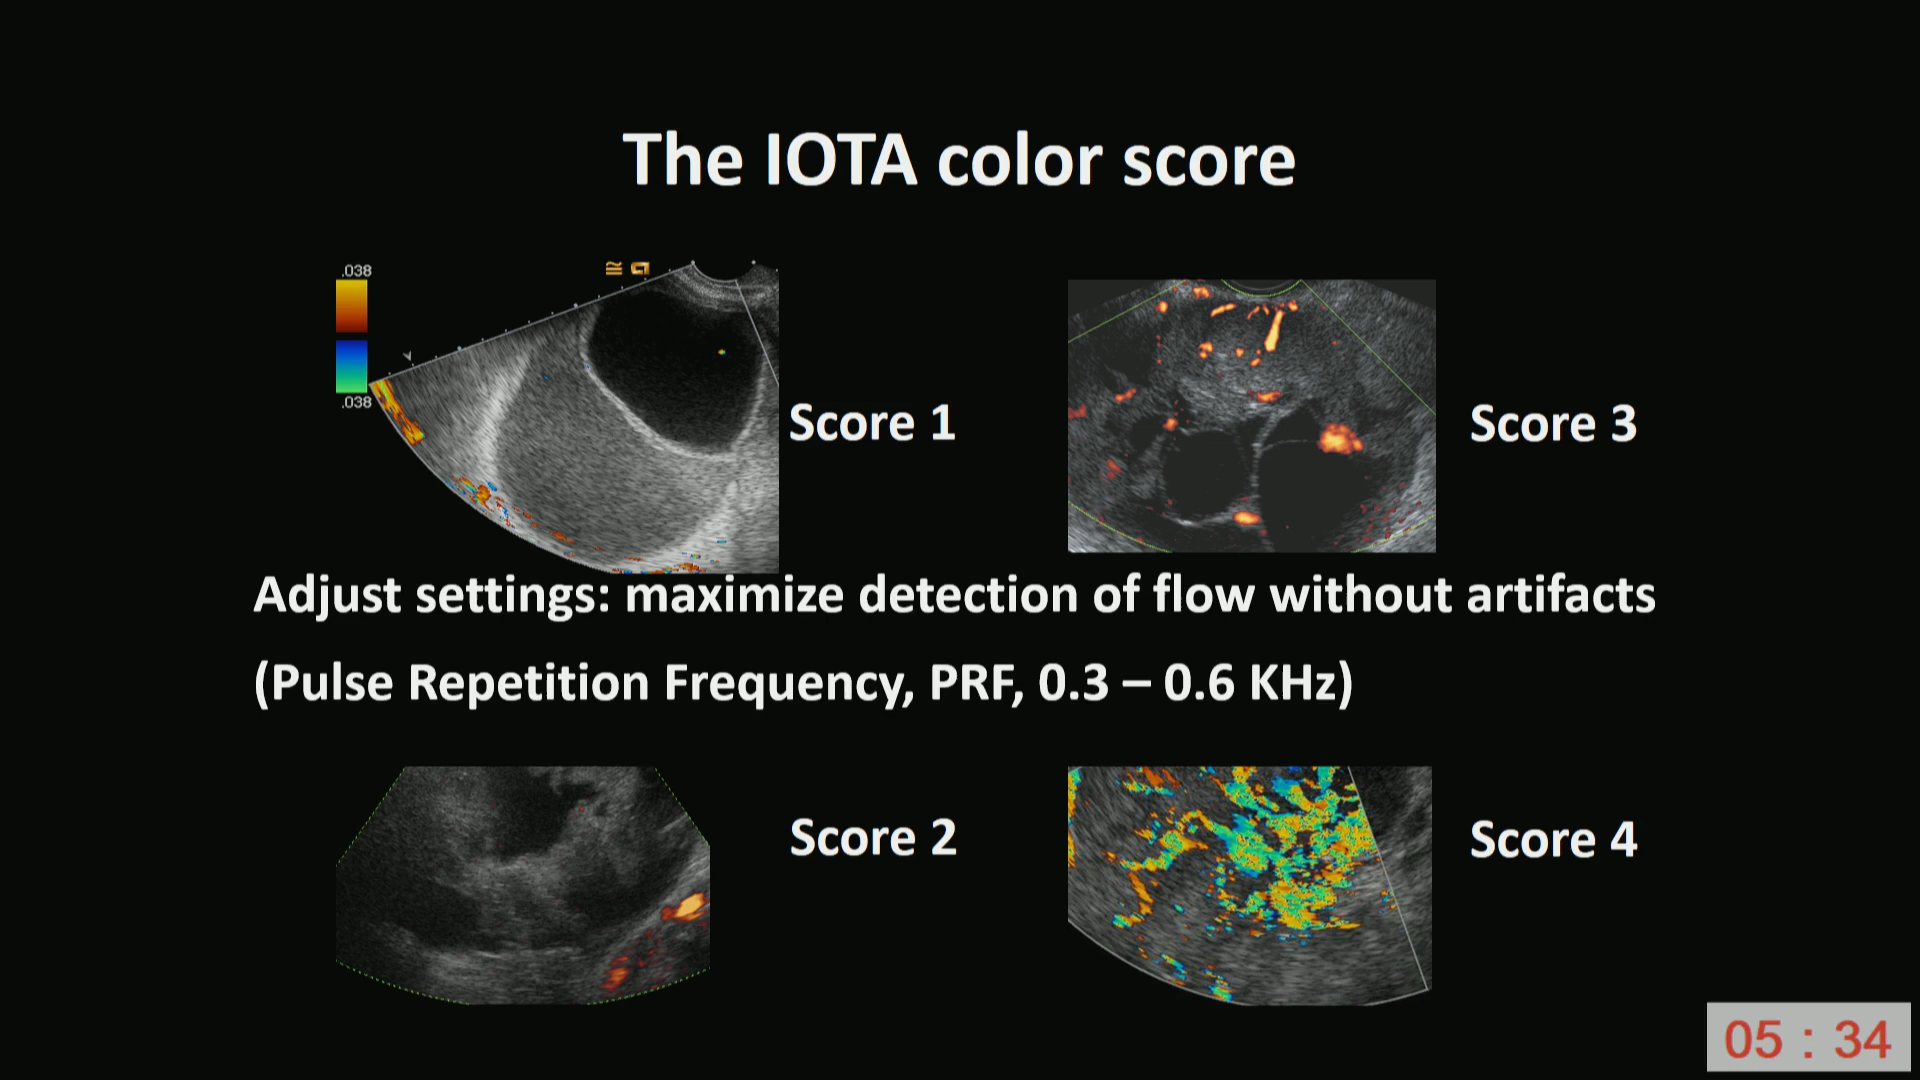 The IOTA color score
.038
.038
Score 1
Score 3
Adjust settings: maximize detection of flow without artifacts
(Pulse Repetition Frequency, PRF, 0.3 – 0.6 KHz)
Score 2
Score 4
05 : 34